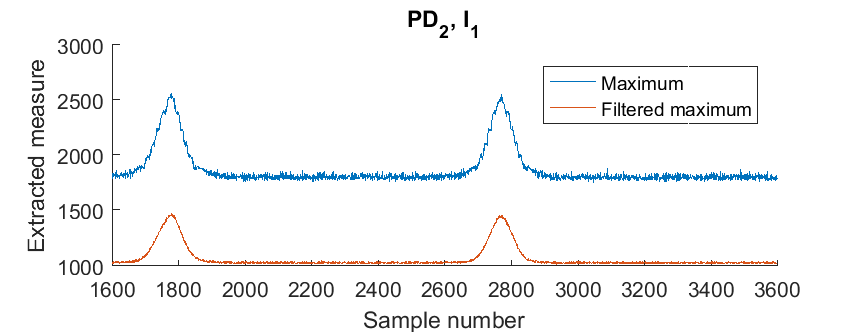 PD2, I1
3000
2500
2000
1500
1000
Extracted measure
Maximum
Filtered maximum
1600 1800 2000 2200 2400 2600 2800 3000 3200 3400 3600
Sample number